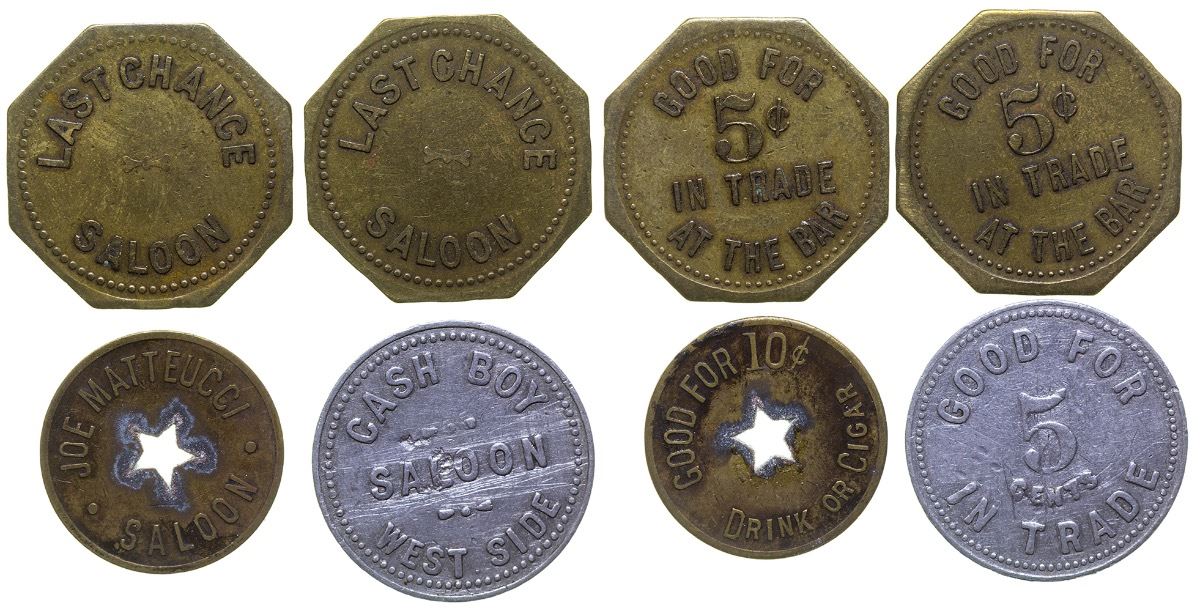 LAST CHANCE
SALOON
LAST CHANCE
SALOON
GOOD FOR
5¢
IN TRADE
AT THE BAR
GOOD FOR
5¢
IN TRADE
AT THE BAR
JOE MATTEUCCI
SALOON
CASH BOY
SALOON
WEST SIDE
GOOD FOR 10¢
DRINK OR CIGAR
GOOD FOR
5
CENTS
IN TRADE